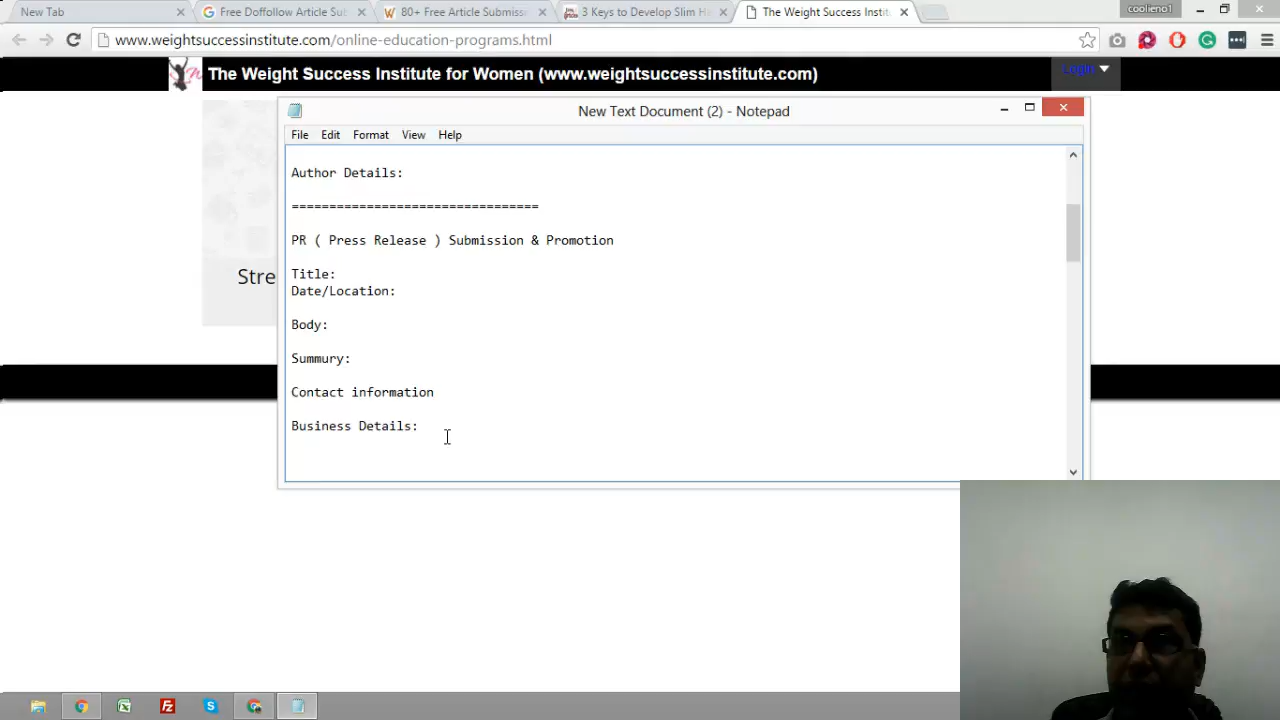 New Tab
Free Doffollow Article Sub
80+ Free Article Submiss
3 Keys to Develop Slim H
The Weight Success Insti
coolieno1
www.weightsuccessinstitute.com/online-education-programs.html
The Weight Success Institute for Women (www.weightsuccessinstitute.com)
Login
New Text Document (2) - Notepad
File Edit Format View Help
Author Details:
=================================
PR ( Press Release ) Submission & Promotion
Title:
Date/Location:
Stre
Body:
Summury:
Contact information
Business Details: